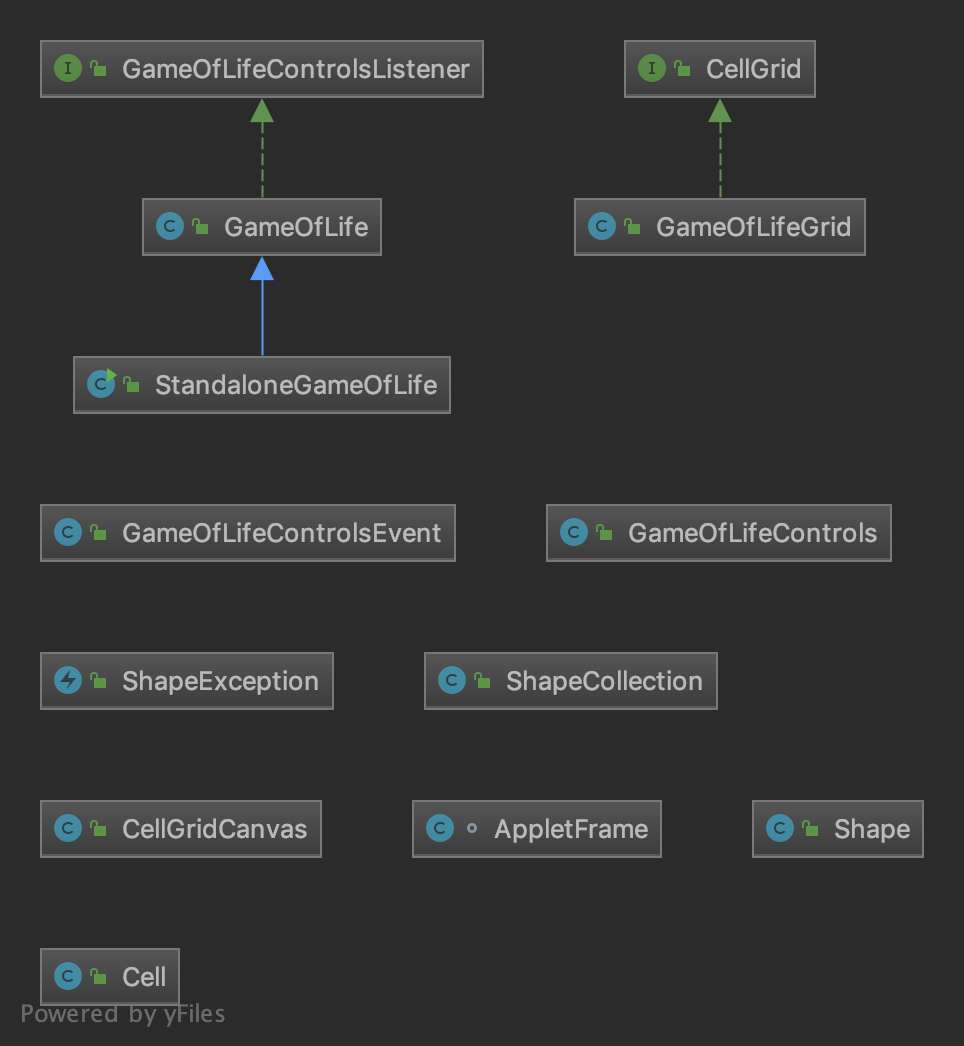 I GameOfLifeControlsListener
I CellGrid
C GameOfLife
C GameOfLifeGrid
C StandaloneGameOfLife
C GameOfLifeControlsEvent
C GameOfLifeControls
ShapeException
C ShapeCollection
C CellGridCanvas
C AppletFrame
C Shape
C Cell
Powered by yFiles